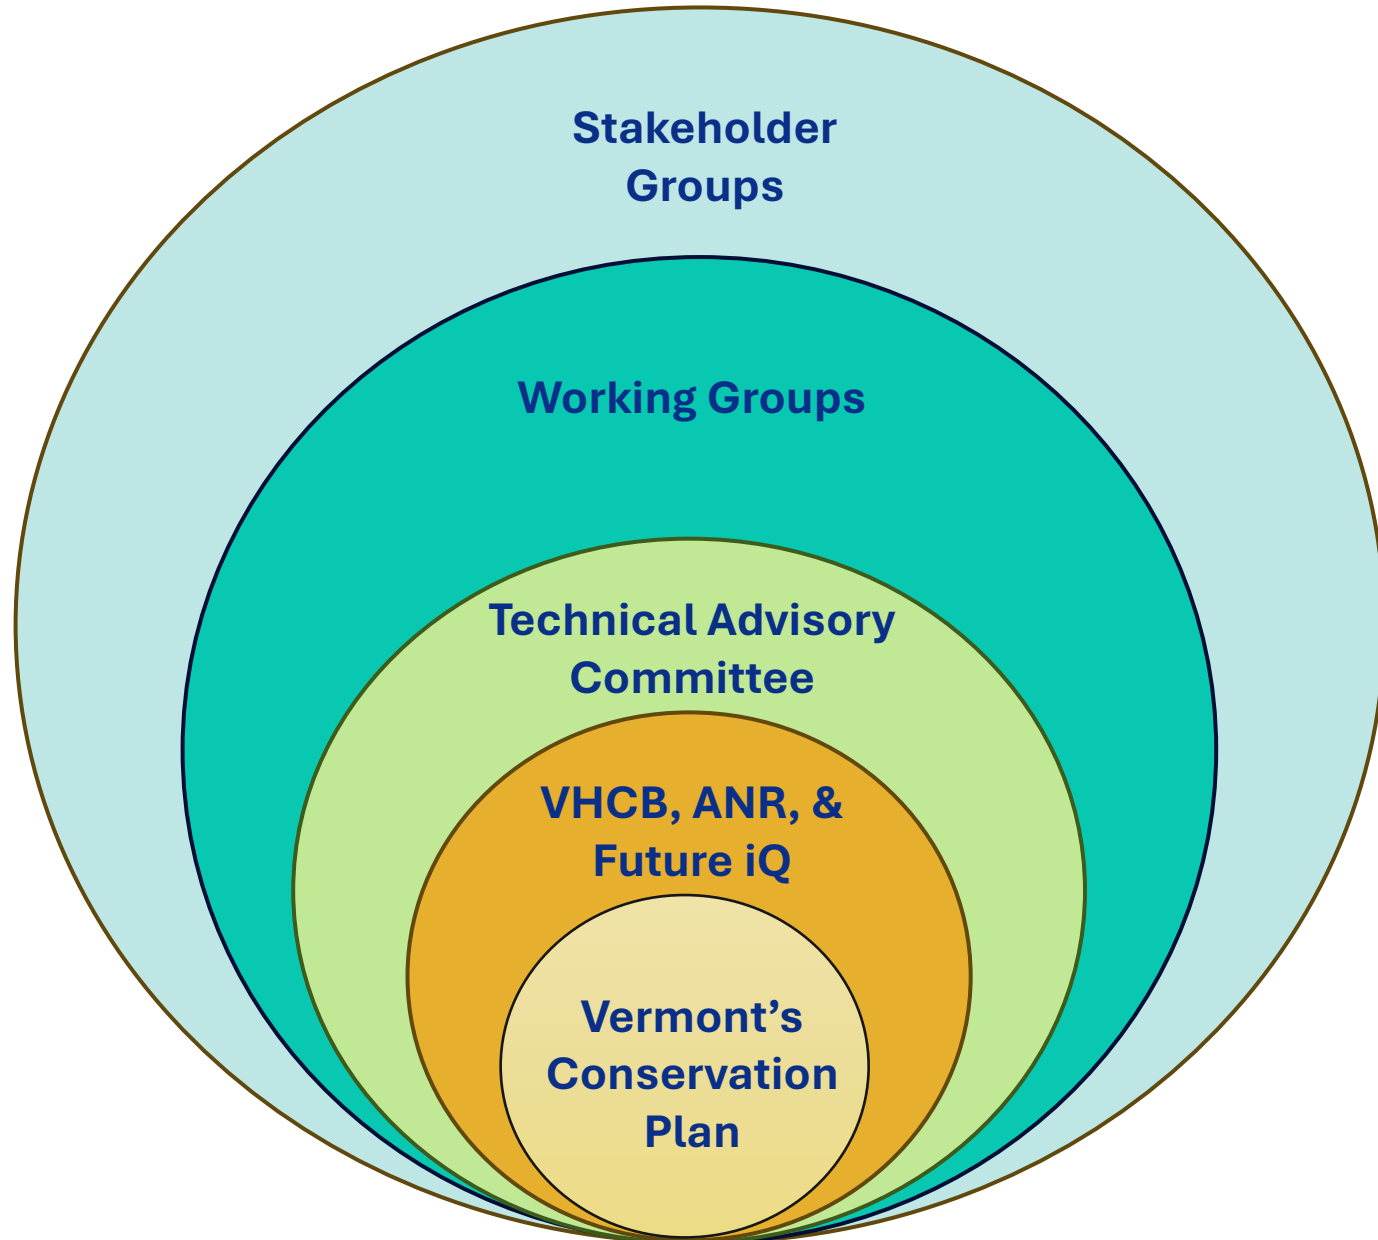 Stakeholder
Groups
Working Groups
Technical Advisory
Committee
VHCB, ANR, &
Future iQ
Vermont’s
Conservation
Plan